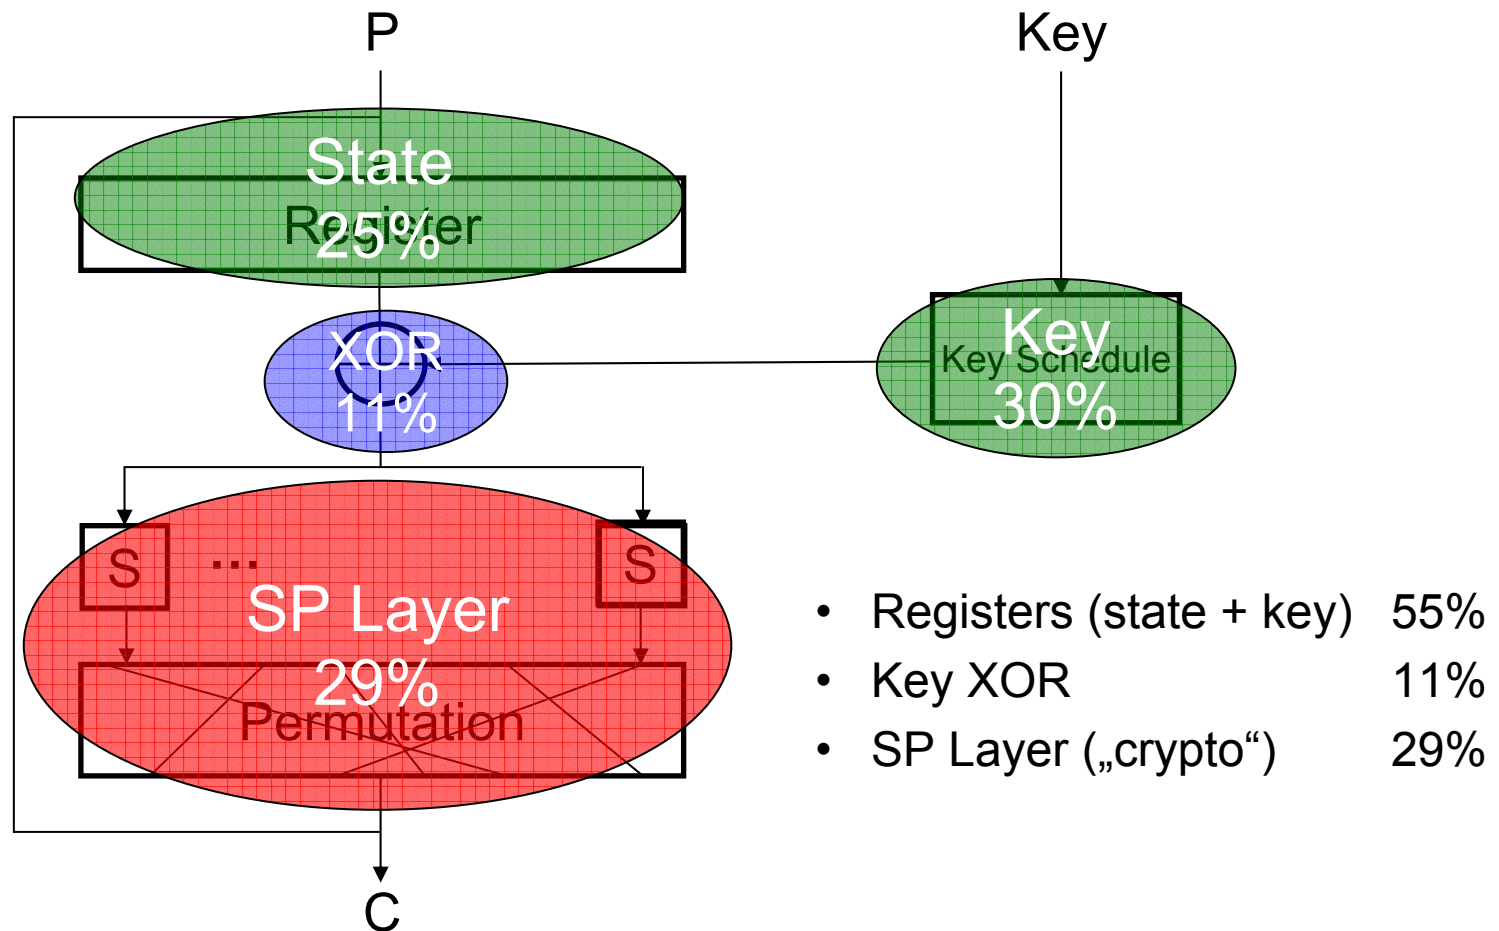 P
Key
State
Register
25%
XOR
11%
Key
Key Schedule
30%
S
...
S
SP Layer
29%
Permutation
C
• Registers (state + key) 55%
• Key XOR 11%
• SP Layer („crypto“) 29%